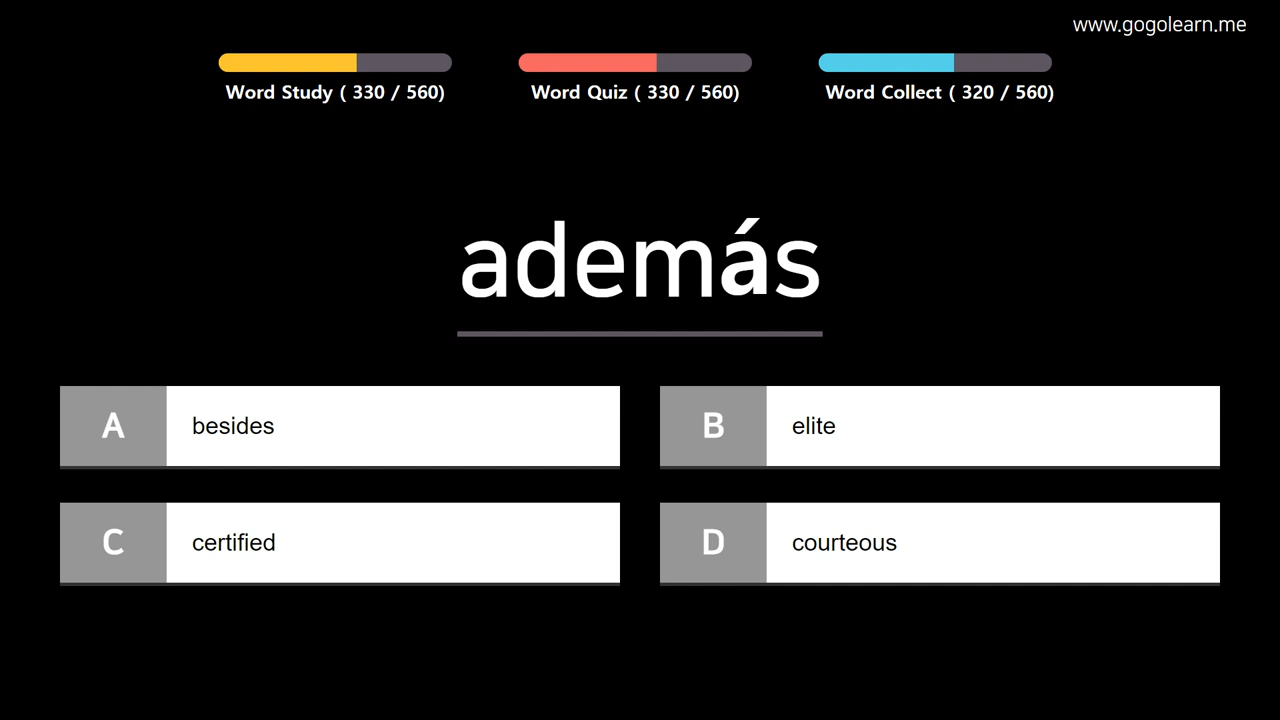 www.gogolearn.me
Word Study ( 330 / 560)
Word Quiz ( 330 / 560)
Word Collect ( 320 / 560)
además
A besides
B elite
C certified
D courteous